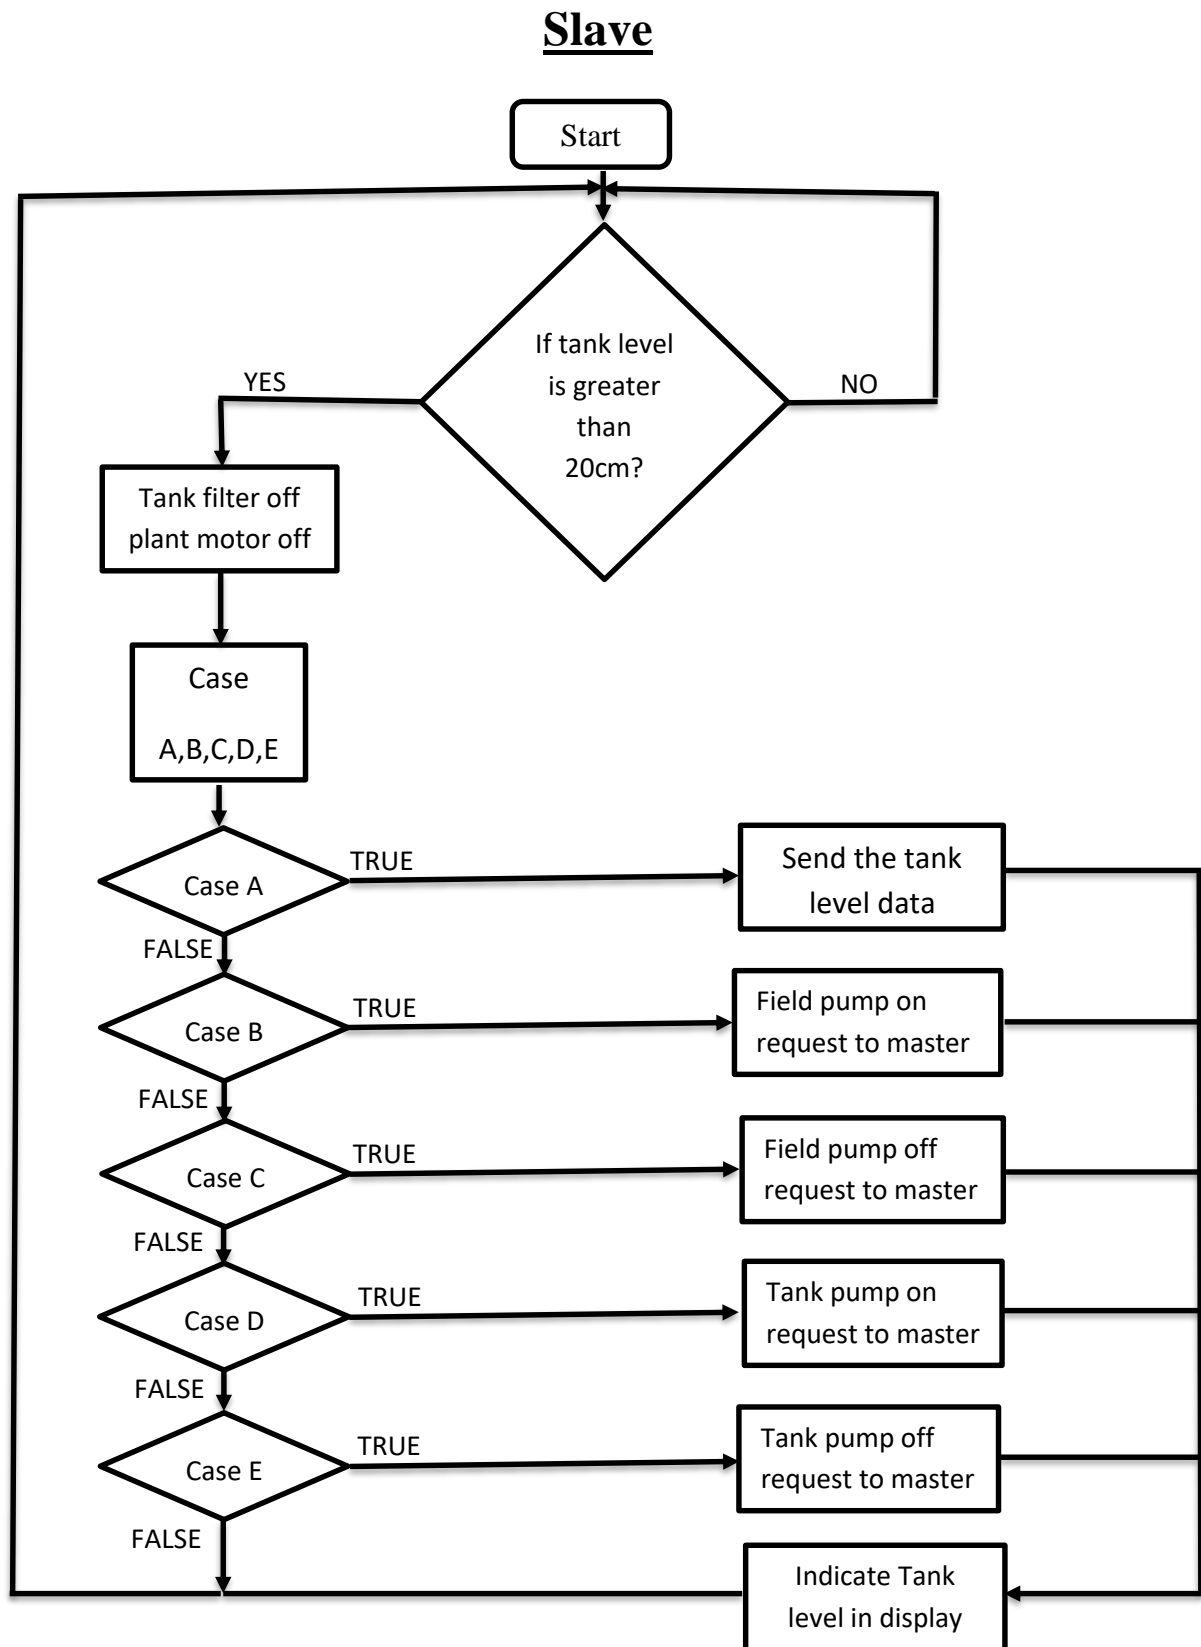 Slave
Start
If tank level
is greater
than
20cm?
YES
NO
Tank filter off
plant motor off
Case
A,B,C,D,E
Case A
TRUE
Send the tank
level data
FALSE
Case B
TRUE
Field pump on
request to master
FALSE
Case C
TRUE
Field pump off
request to master
FALSE
Case D
TRUE
Tank pump on
request to master
FALSE
Case E
TRUE
Tank pump off
request to master
FALSE
Indicate Tank
level in display